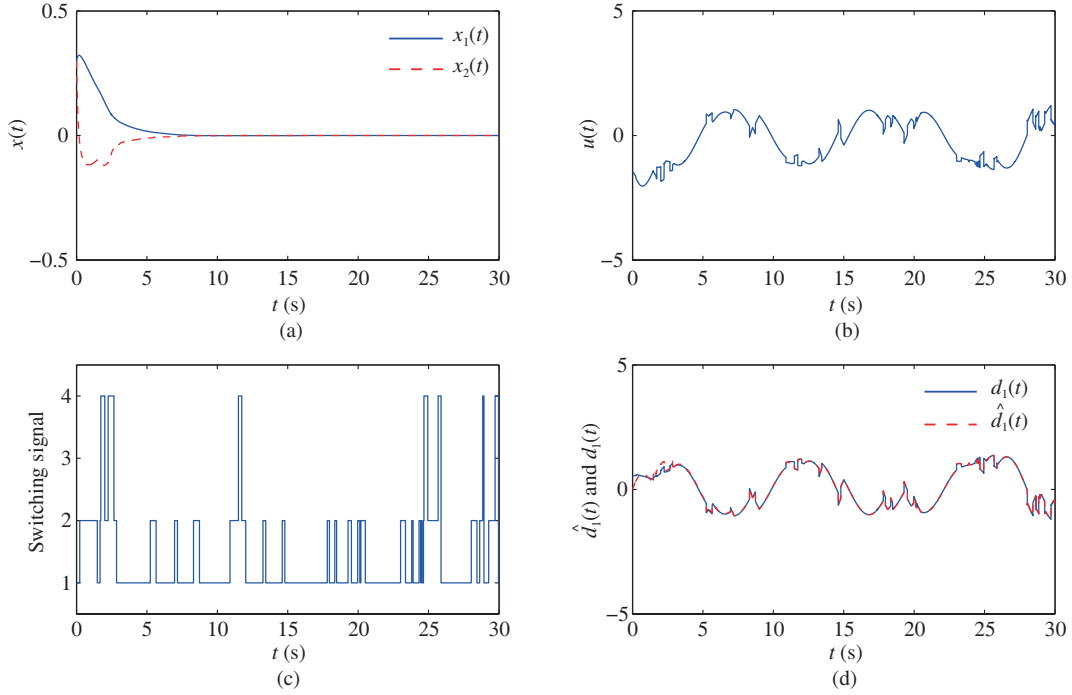 0.5
x₁(t)
x₂(t)
x(t)
0
−0.5
0 5 10 15 20 25 30
t (s)
(a)
5
u(t)
0
−5
0 5 10 15 20 25 30
t (s)
(b)
4
3
Switching signal
2
1
0 5 10 15 20 25 30
t (s)
(c)
5
d₁(t)
d̂₁(t)
d̂₁(t) and d₁(t)
0
−5
0 5 10 15 20 25 30
t (s)
(d)